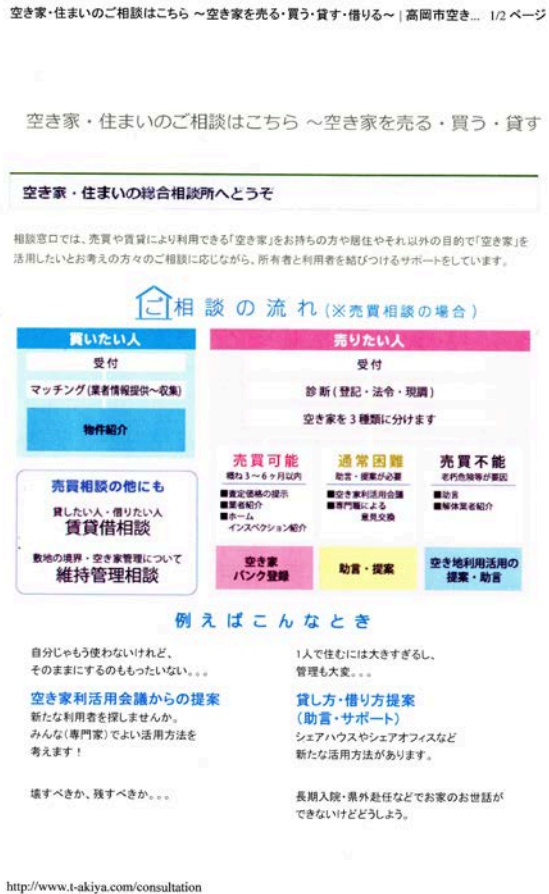 空き家・住まいのご相談はこちら ～空き家を売る・買う・貸す・借りる～ | 高岡市空き... 1/2 ページ
空き家・住まいのご相談はこちら ～空き家を売る・買う・貸す
空き家・住まいの総合相談所へどうぞ
相談窓口では、売買や賃貸により利用できる「空き家」をお持ちの方や居住やそれ以外の目的で「空き家」を
活用したいとお考えの方々のご相談に応じながら、所有者と利用者を結びつけるサポートをしています。
ご相談の流れ(※売買相談の場合)
買いたい人
受付
マッチング(業者情報提供～収集)
物件紹介
売りたい人
受付
診断(登記・法令・現調)
空き家を3種類に分けます
売買可能
概ね3～6ヶ月以内
■査定価格の提示
■業者紹介
■ホーム
インスペクション紹介
空き家
バンク登録
通常困難
助言・提案が必要
■空き家利活用会議
■専門職による
意見交換
助言・提案
売買不能
老朽危険等が要因
■助言
■解体業者紹介
空き地利用活用の
提案・助言
売買相談の他にも
貸したい人・借りたい人
賃貸借相談
敷地の境界・空き家管理について
維持管理相談
例えばこんなとき
自分じゃもう使わないけれど、
そのままにするのももったいない。。。
空き家利活用会議からの提案
新たな利用者を探しませんか。
みんな(専門家)でよい活用方法を
考えます！
壊すべきか、残すべきか。。。
1人で住むには大きすぎるし、
管理も大変。。。
貸し方・借り方提案
(助言・サポート)
シェアハウスやシェアオフィスなど
新たな活用方法があります。
長期入院・県外赴任などでお家のお世話が
できないけどどうしよう。
http://www.t-akiya.com/consultation